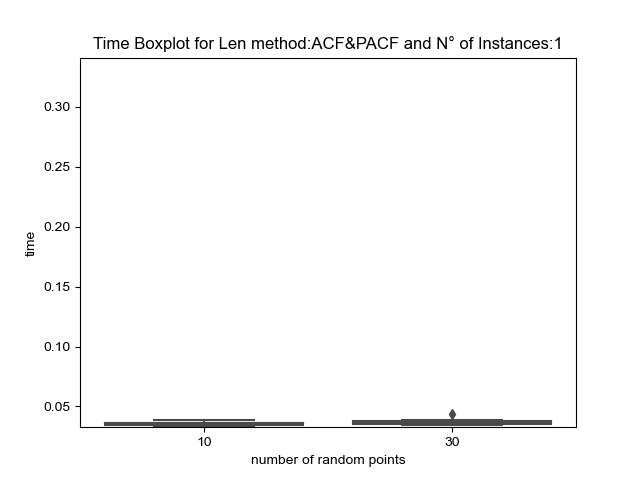 Time Boxplot for Len method:ACF&PACF and N° of Instances:1
0.30
0.25
0.20
0.15
0.10
0.05
time
10
30
number of random points